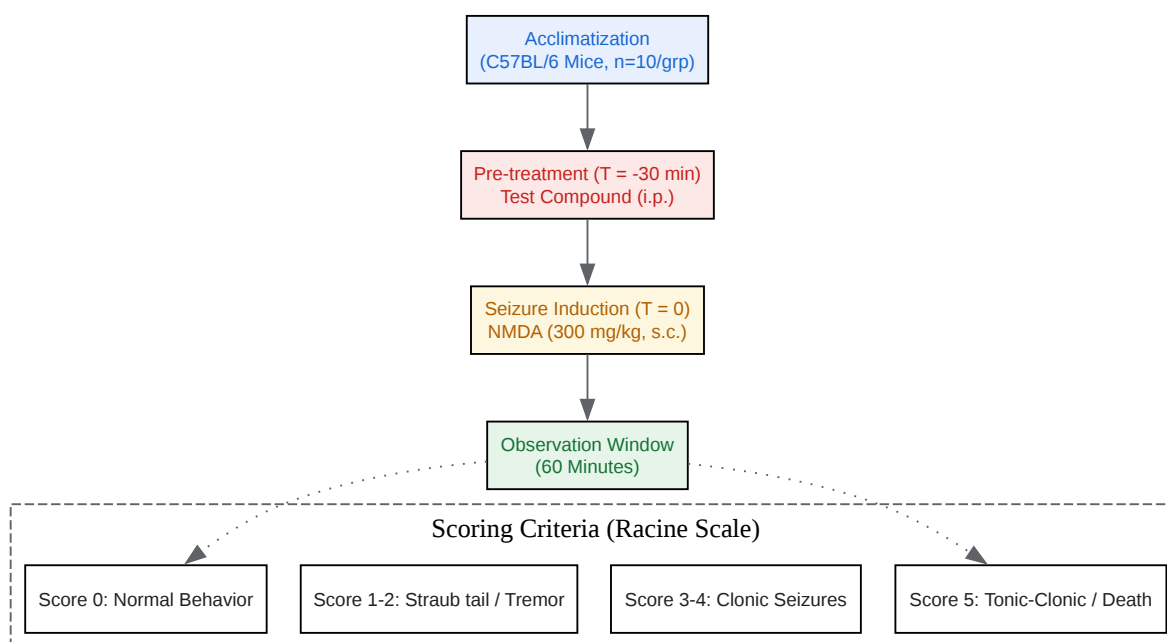 Acclimatization
(C57BL/6 Mice, n=10/grp)
Pre-treatment (T = -30 min)
Test Compound (i.p.)
Seizure Induction (T = 0)
NMDA (300 mg/kg, s.c.)
Observation Window
(60 Minutes)
Scoring Criteria (Racine Scale)
Score 0: Normal Behavior
Score 1-2: Straub tail / Tremor
Score 3-4: Clonic Seizures
Score 5: Tonic-Clonic / Death